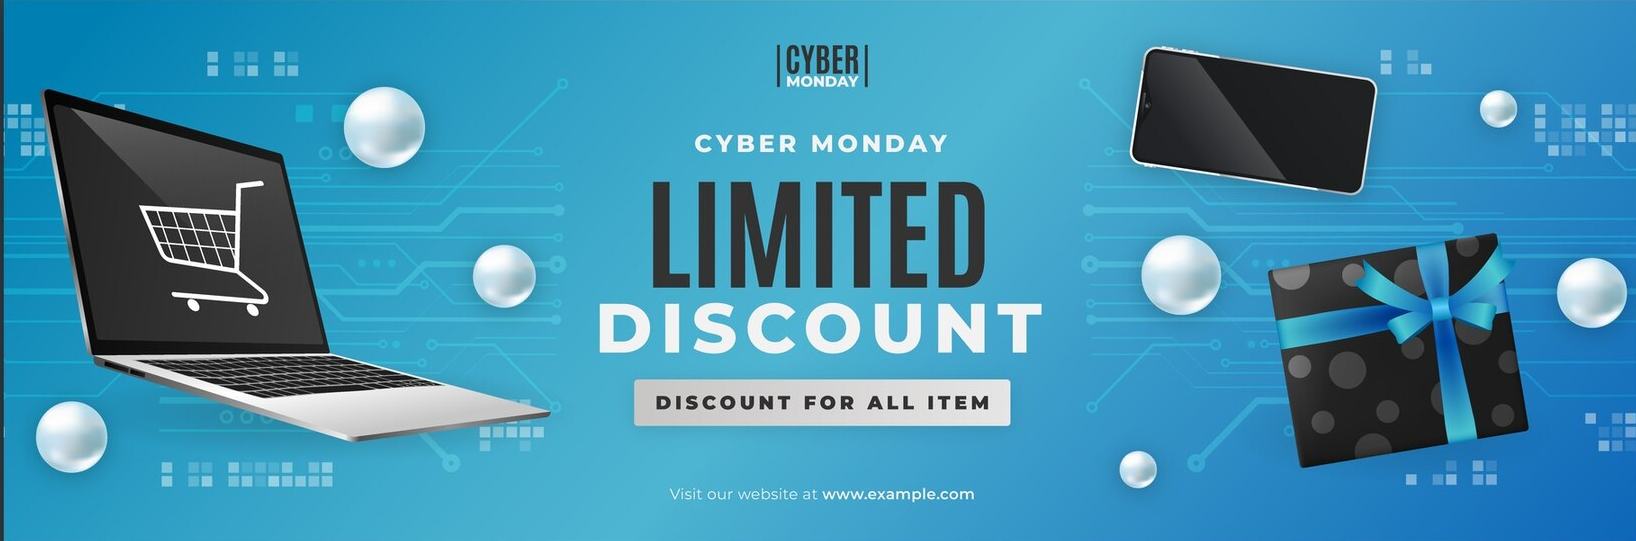 CYBER
MONDAY
CYBER MONDAY
LIMITED
DISCOUNT
DISCOUNT FOR ALL ITEM
Visit our website at www.example.com